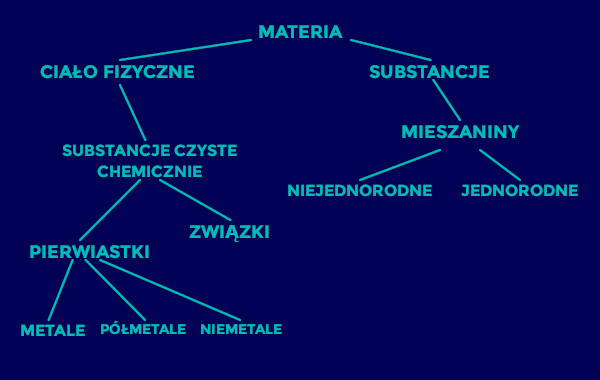 MATERIA
CIAŁO FIZYCZNE
SUBSTANCJE
MIESZANINY
SUBSTANCJE CZYSTE
CHEMICZNIE
NIEJEDNORODNE
JEDNORODNE
ZWIĄZKI
PIERWIASTKI
METALE
PÓŁMETALE
NIEMETALE